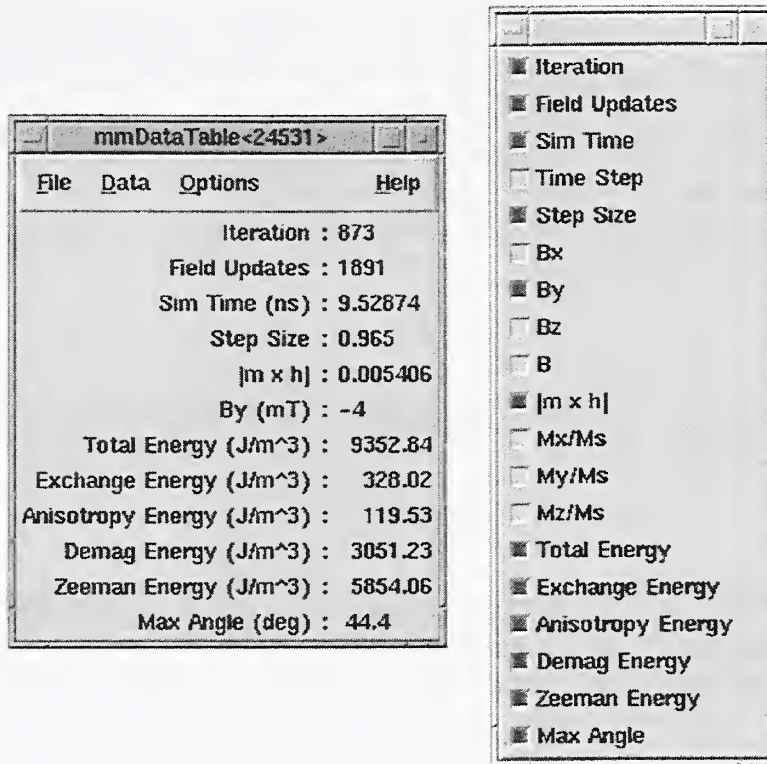 mmDataTable<24531>
File Data Options Help
Iteration : 873
Field Updates : 1891
Sim Time (ns) : 9.52874
Step Size : 0.965
|m x h| : 0.005406
By (mT) : -4
Total Energy (J/m^3) : 9352.84
Exchange Energy (J/m^3) : 328.02
Anisotropy Energy (J/m^3) : 119.53
Demag Energy (J/m^3) : 3051.23
Zeeman Energy (J/m^3) : 5854.06
Max Angle (deg) : 44.4
Iteration
Field Updates
Sim Time
Time Step
Step Size
Bx
By
Bz
B
|m x h|
Mx/Ms
My/Ms
Mz/Ms
Total Energy
Exchange Energy
Anisotropy Energy
Demag Energy
Zeeman Energy
Max Angle